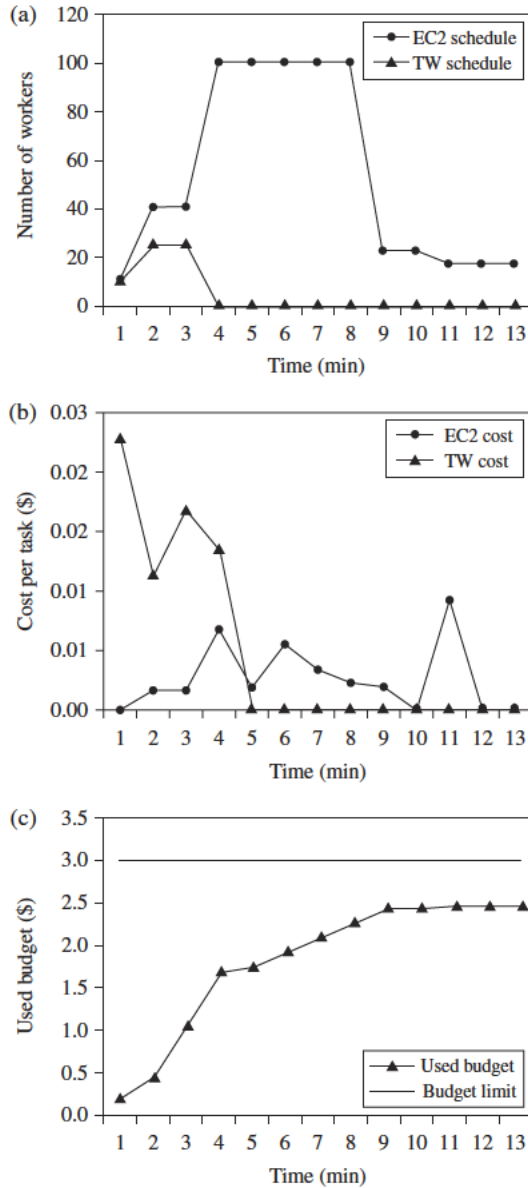 (a)
120
100
80
60
40
20
0
Number of workers
EC2 schedule
TW schedule
1 2 3 4 5 6 7 8 9 10 11 12 13
Time (min)
(b)
0.03
0.02
0.02
0.01
0.01
0.00
Cost per task ($)
EC2 cost
TW cost
1 2 3 4 5 6 7 8 9 10 11 12 13
Time (min)
(c)
3.5
3.0
2.5
2.0
1.5
1.0
0.5
0.0
Used budget ($)
Used budget
Budget limit
1 2 3 4 5 6 7 8 9 10 11 12 13
Time (min)